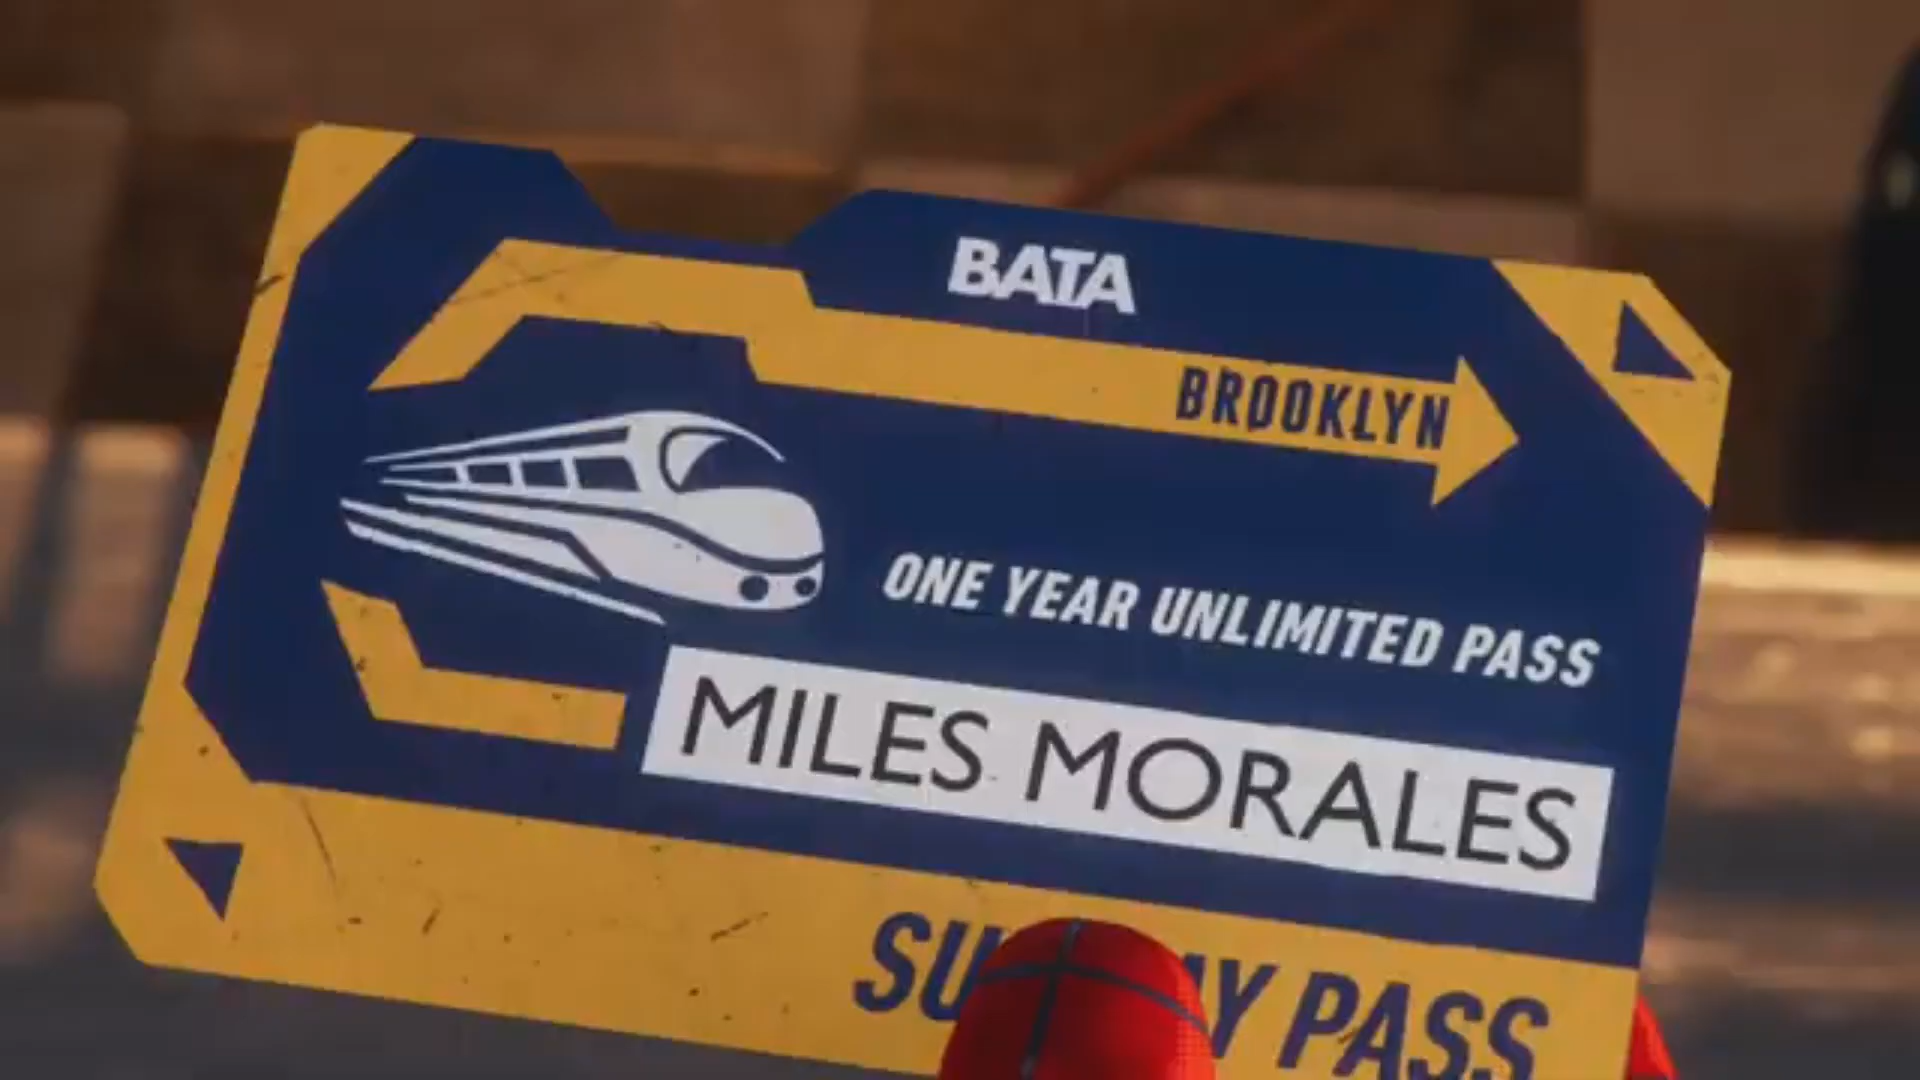 BATA
BROOKLYN
ONE YEAR UNLIMITED PASS
MILES MORALES
PASS